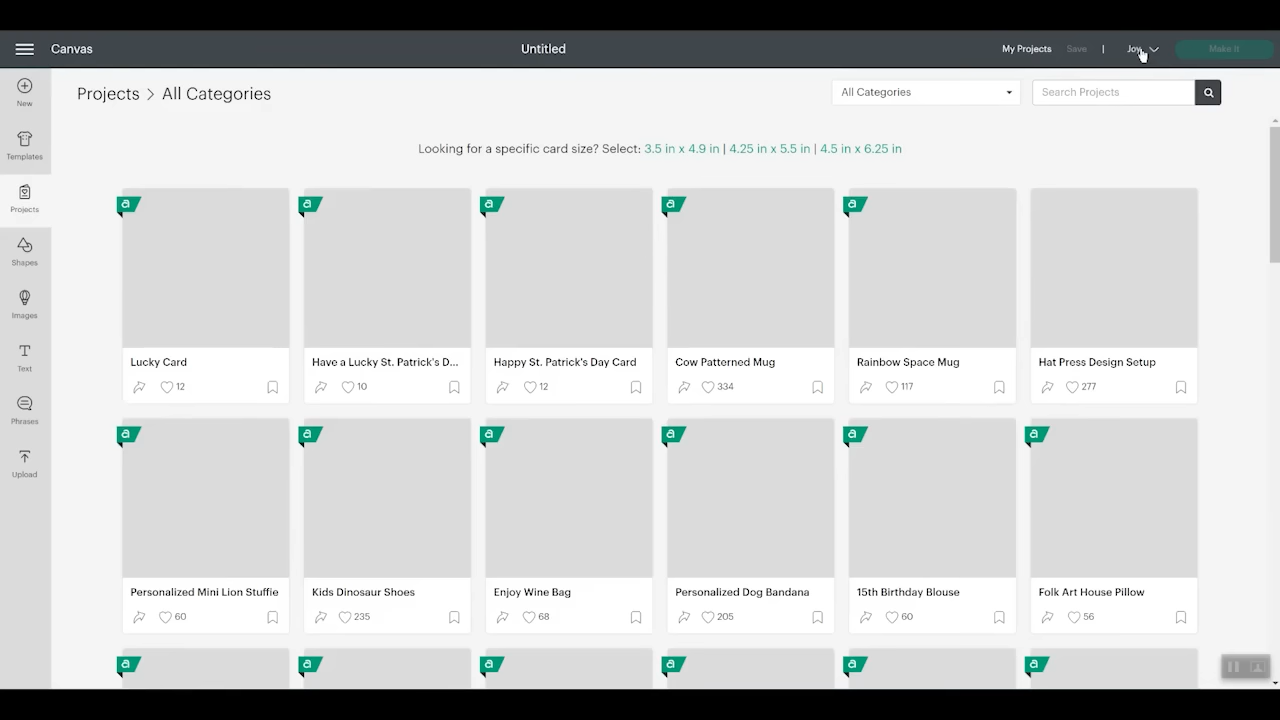 Canvas
Untitled
My Projects Save | Joy Make It
New
Templates
Projects
Shapes
Images
Text
Phrases
Upload
Projects > All Categories
All Categories
Search Projects
Looking for a specific card size? Select: 3.5 in x 4.9 in | 4.25 in x 5.5 in | 4.5 in x 6.25 in
a a a a a
Lucky Card
12
Have a Lucky St. Patrick's D...
10
Happy St. Patrick's Day Card
12
Cow Patterned Mug
334
Rainbow Space Mug
117
Hat Press Design Setup
277
a a a a a a
Personalized Mini Lion Stuffie
60
Kids Dinosaur Shoes
235
Enjoy Wine Bag
68
Personalized Dog Bandana
205
15th Birthday Blouse
60
Folk Art House Pillow
56
a a a a a a